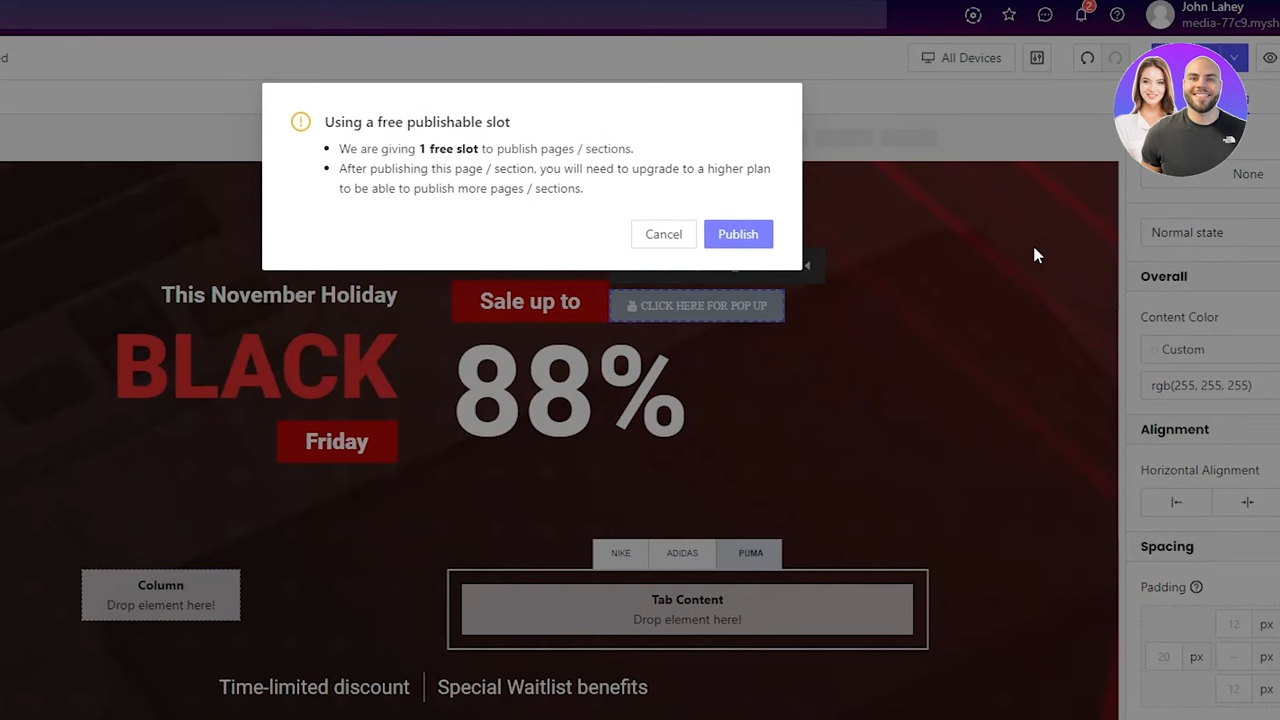 2
John Lahey
media-77c9.mysh
ed
All Devices
Using a free publishable slot
We are giving 1 free slot to publish pages / sections.
After publishing this page / section, you will need to upgrade to a higher plan
to be able to publish more pages / sections.
Cancel
Publish
None
Normal state
Overall
Content Color
Custom
rgb(255, 255, 255)
Alignment
Horizontal Alignment
Spacing
Padding
12
px
20
px
px
12
px
This November Holiday
BLACK
Friday
Sale up to
CLICK HERE FOR POP UP
88%
NIKE
ADIDAS
PUMA
Column
Drop element here!
Tab Content
Drop element here!
Time-limited discount
Special Waitlist benefits